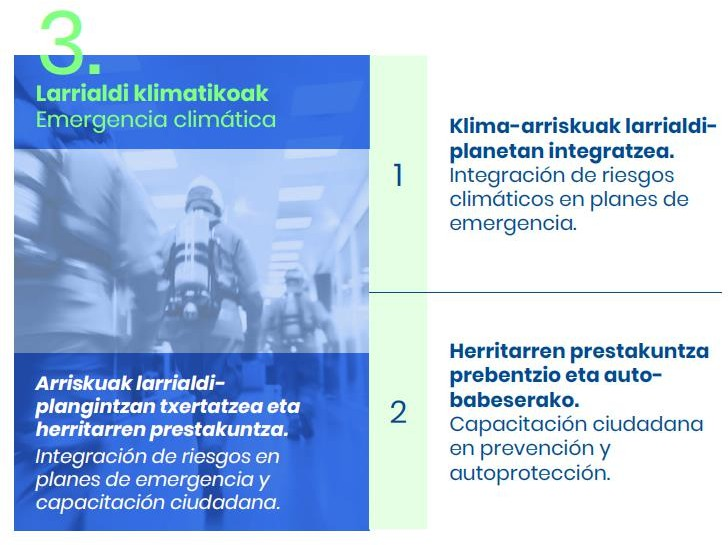 3.
Larrialdi klimatikoak
Emergencia climática
Arriskuak larrialdi-
plangintzan txertatzea eta
herritarren prestakuntza.
Integración de riesgos en
planes de emergencia y
capacitación ciudadana.
1
Klima-arriskuak larrialdi-
planetan integratzea.
Integración de riesgos
climáticos en planes de
emergencia.
2
Herritarren prestakuntza
prebentzio eta auto-
babeserako.
Capacitación ciudadana
en prevención y
autoprotección.